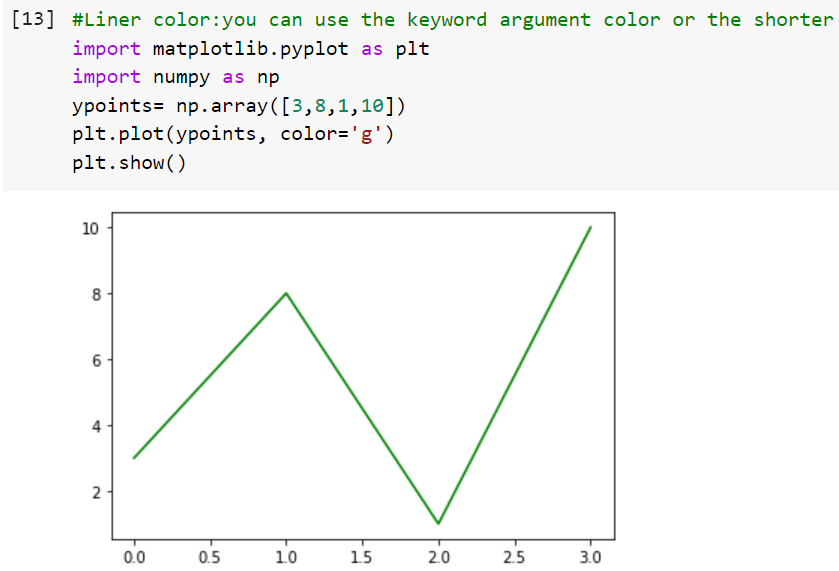 [13] #Liner color:you can use the keyword argument color or the shorter
import matplotlib.pyplot as plt
import numpy as np
ypoints= np.array([3,8,1,10])
plt.plot(ypoints, color='g')
plt.show()
10
8
6
4
2
0.0 0.5 1.0 1.5 2.0 2.5 3.0